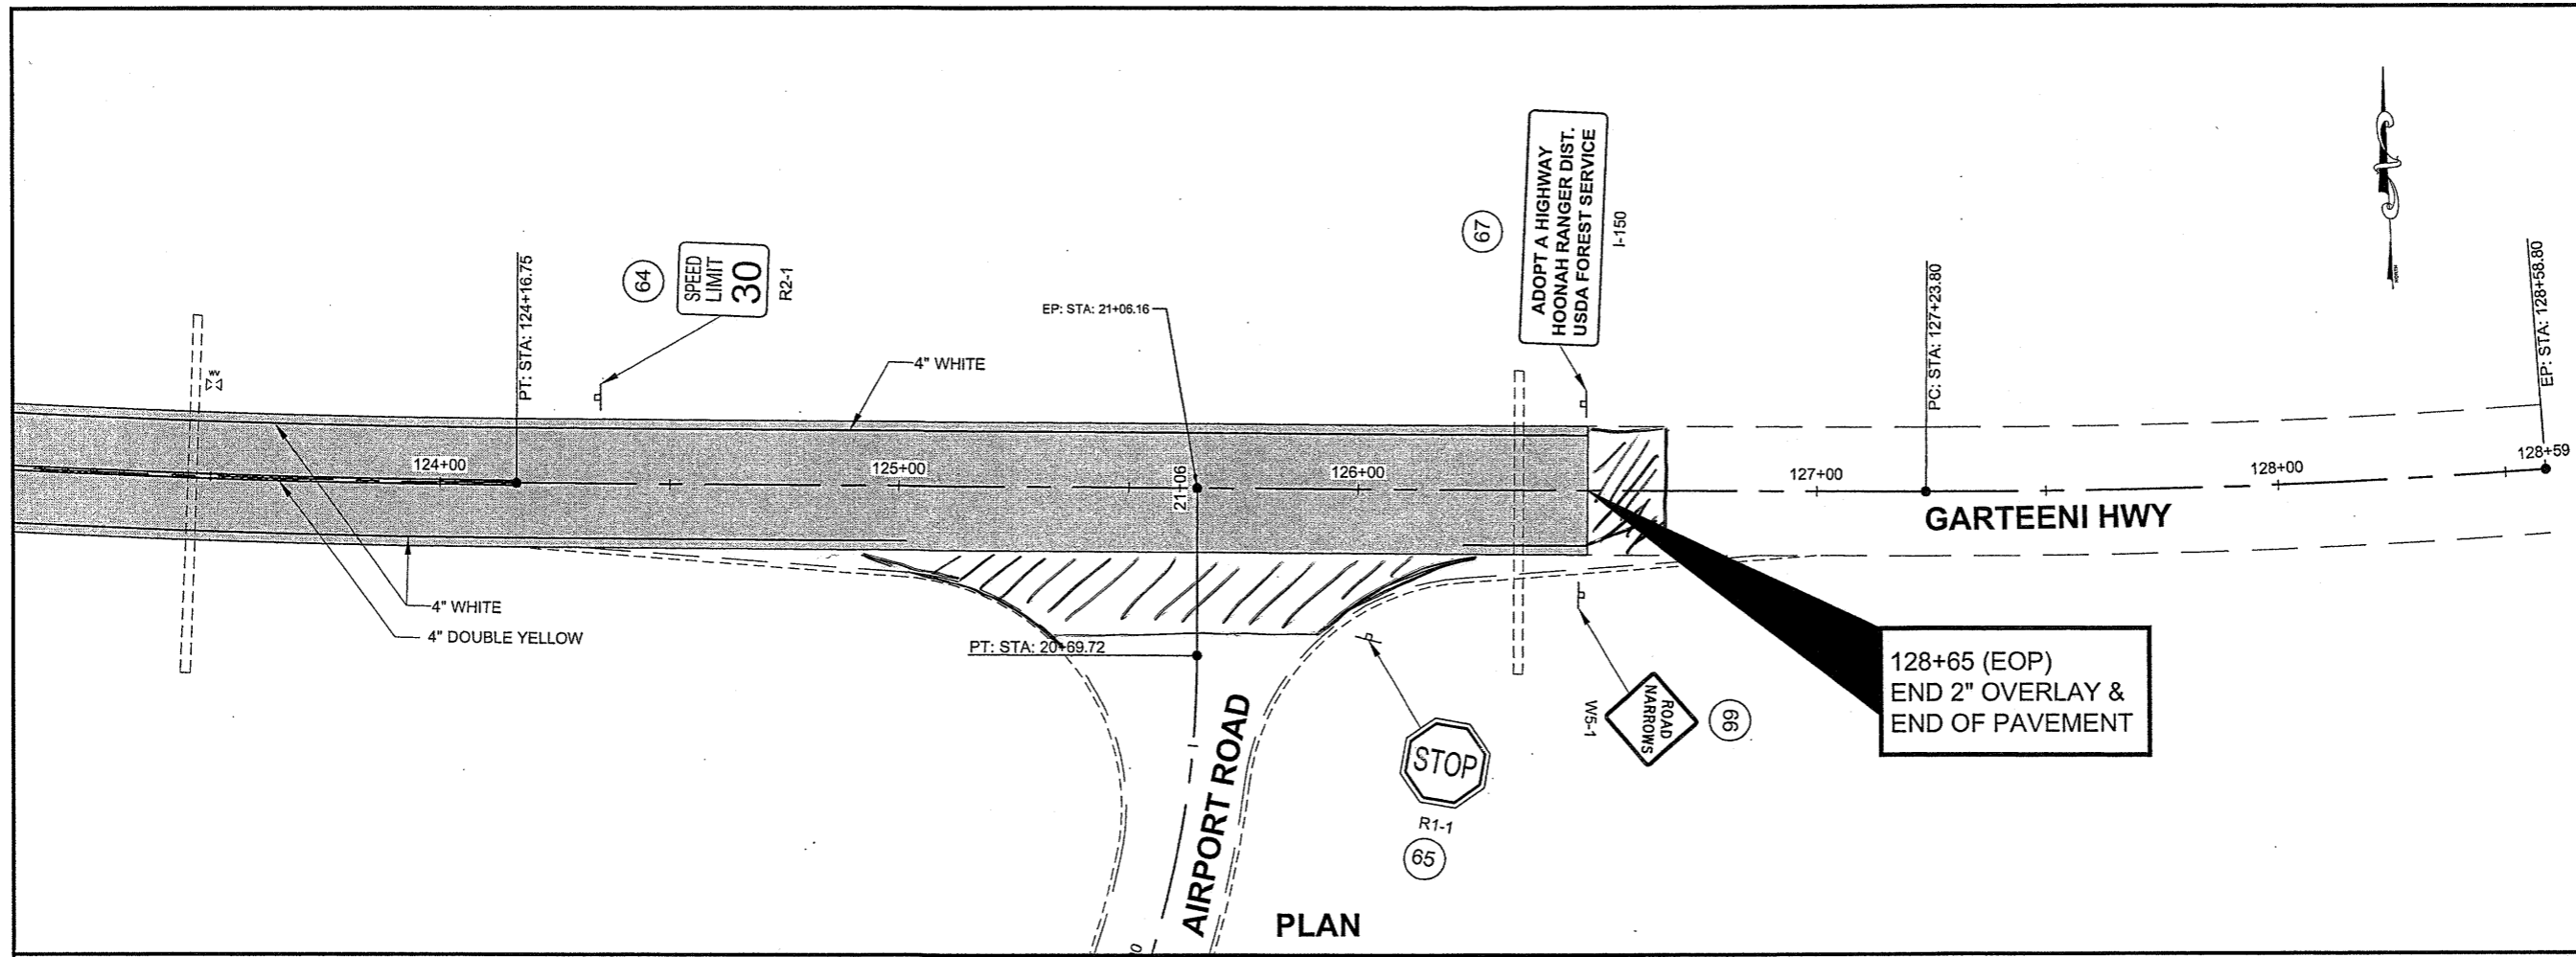 PT: STA: 124+16.75
64
SPEED
LIMIT
30
R2-1
WV
4" WHITE
EP: STA: 21+06.16
67
ADOPT A HIGHWAY
HOONAH RANGER DIST.
USDA FOREST SERVICE
I-150
PC: STA: 127+23.80
EP: STA: 128+58.80
NORTH
124+00
125+00
21+06
126+00
127+00
128+00
128+59
GARTEENI HWY
4" WHITE
4" DOUBLE YELLOW
PT: STA: 20+69.72
AIRPORT ROAD
STOP
R1-1
65
W5-1
ROAD
NARROWS
66
128+65 (EOP)
END 2" OVERLAY &
END OF PAVEMENT
PLAN